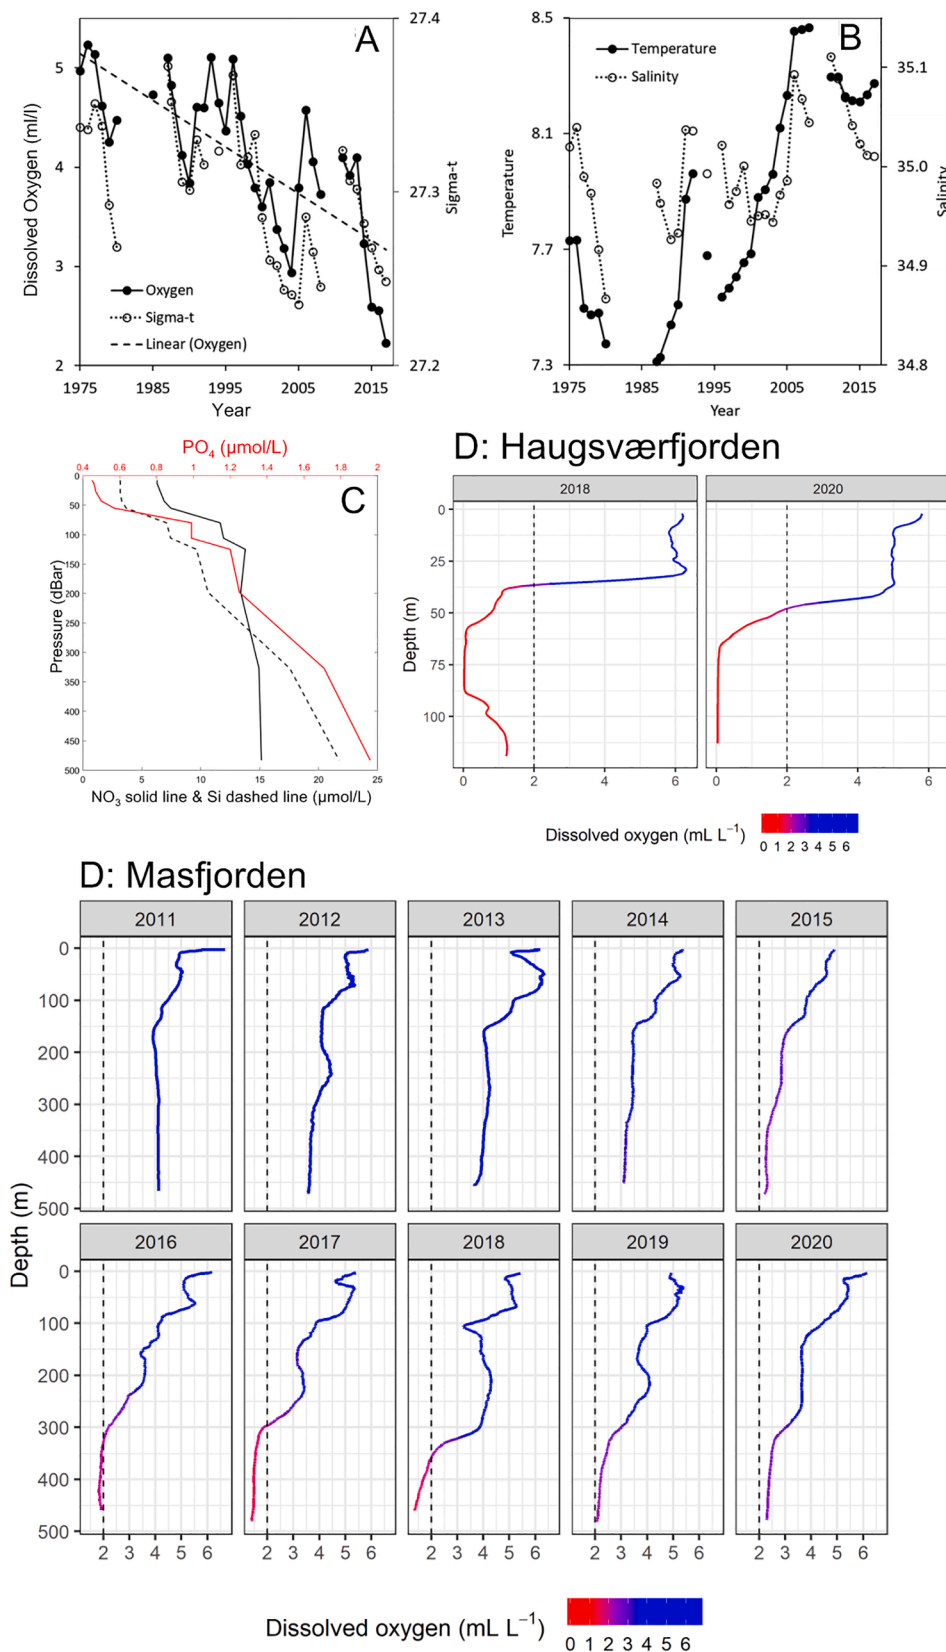 A
27.4
5
4
3
2
27.3
27.2
Dissolved Oxygen (ml/l)
Sigma-t
Oxygen
Sigma-t
Linear (Oxygen)
1975 1985 1995 2005 2015
Year
B
8.5
8.1
7.7
7.3
35.1
35.0
34.9
34.8
Temperature
Salinity
Temperature
Salinity
1975 1985 1995 2005 2015
Year
PO4 (µmol/L)
0.4 0.6 0.8 1 1.2 1.4 1.6 1.8 2
C
0
50
100
150
200
250
300
350
400
450
500
Pressure (dBar)
0 5 10 15 20 25
NO3 solid line & Si dashed line (µmol/L)
D: Haugsværfjorden
2018 2020
0
25
50
75
100
Depth (m)
0 2 4 6 0 2 4 6
Dissolved oxygen (mL L−1)
0 1 2 3 4 5 6
D: Masfjorden
2011 2012 2013 2014 2015
0
100
200
300
400
500
Depth (m)
2016 2017 2018 2019 2020
0
100
200
300
400
500
2 3 4 5 6 2 3 4 5 6 2 3 4 5 6 2 3 4 5 6 2 3 4 5 6
Dissolved oxygen (mL L−1)
0 1 2 3 4 5 6